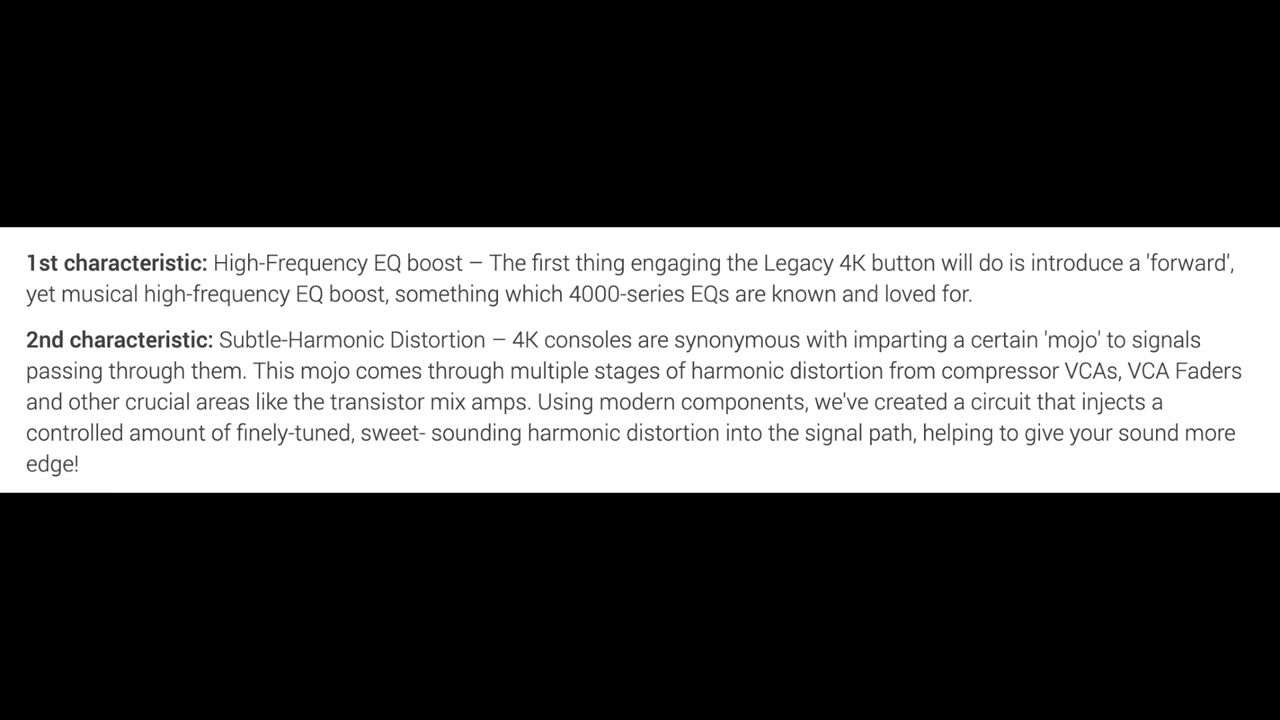 1st characteristic: High-Frequency EQ boost – The first thing engaging the Legacy 4K button will do is introduce a 'forward',
yet musical high-frequency EQ boost, something which 4000-series EQs are known and loved for.
2nd characteristic: Subtle-Harmonic Distortion – 4K consoles are synonymous with imparting a certain 'mojo' to signals
passing through them. This mojo comes through multiple stages of harmonic distortion from compressor VCAs, VCA Faders
and other crucial areas like the transistor mix amps. Using modern components, we've created a circuit that injects a
controlled amount of finely-tuned, sweet- sounding harmonic distortion into the signal path, helping to give your sound more
edge!